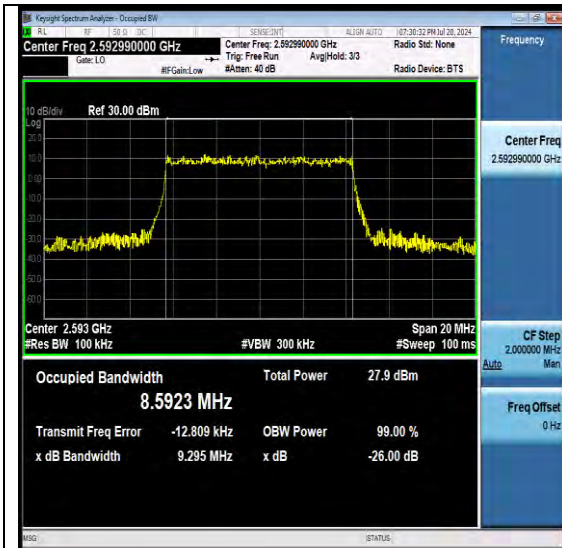 Keysight Spectrum Analyzer - Occupied BW
RL RF 50 Ω DC SENSE:INT ALIGN AUTO 07:30:32 PM Jul 20, 2024
Center Freq 2.592990000 GHz
Center Freq: 2.592990000 GHz
Radio Std: None
Frequency
Gate: LO
Trig: Free Run
Avg|Hold: 3/3
#IFGain:Low
#Atten: 40 dB
Radio Device: BTS
10 dB/div Ref 30.00 dBm
Log
20.0
10.0
0.00
-10.0
-20.0
-30.0
-40.0
-50.0
-60.0
Center Freq
2.592990000 GHz
Center 2.593 GHz
Span 20 MHz
#Res BW 100 kHz
#VBW 300 kHz
#Sweep 100 ms
CF Step
2.000000 MHz
Auto Man
Occupied Bandwidth
8.5923 MHz
Total Power 27.9 dBm
Transmit Freq Error -12.809 kHz
OBW Power 99.00 %
x dB Bandwidth 9.295 MHz
x dB -26.00 dB
Freq Offset
0 Hz
MSG
STATUS